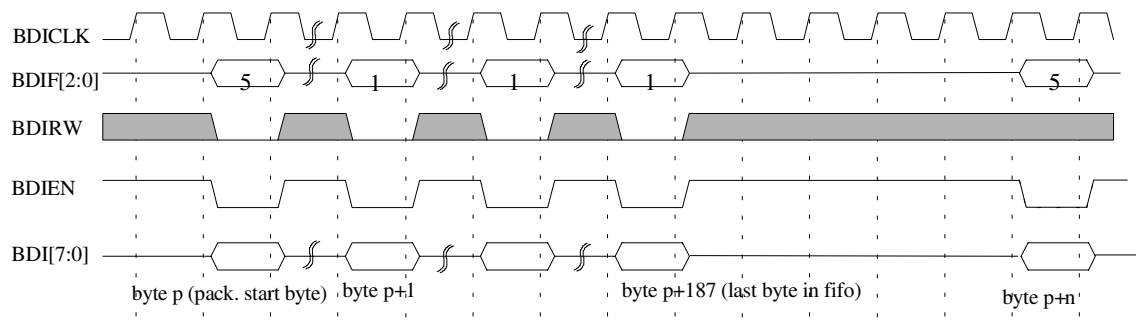 BDICLK
BDIF[2:0] 5 1 1 1 5
BDIRW
BDIEN
BDI[7:0]
byte p (pack. start byte) byte p+1 byte p+187 (last byte in fifo) byte p+n